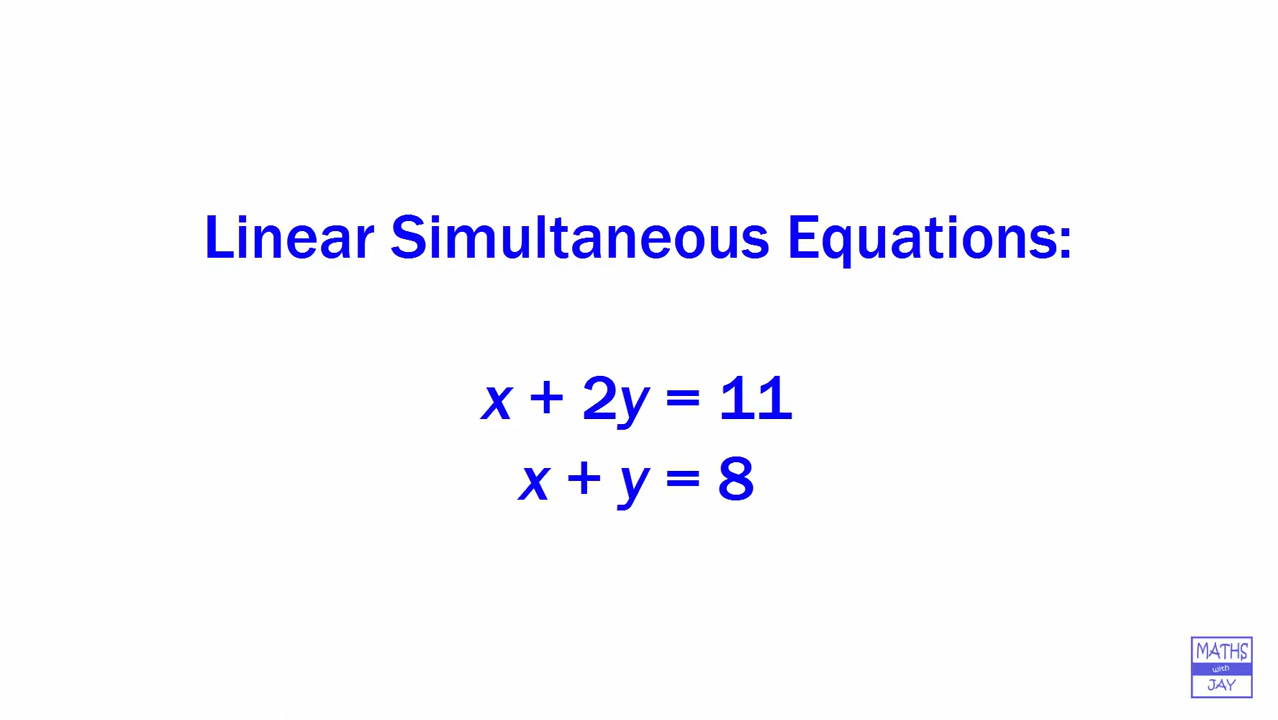 Linear Simultaneous Equations:
x + 2y = 11
x + y = 8
MATHS
with
JAY